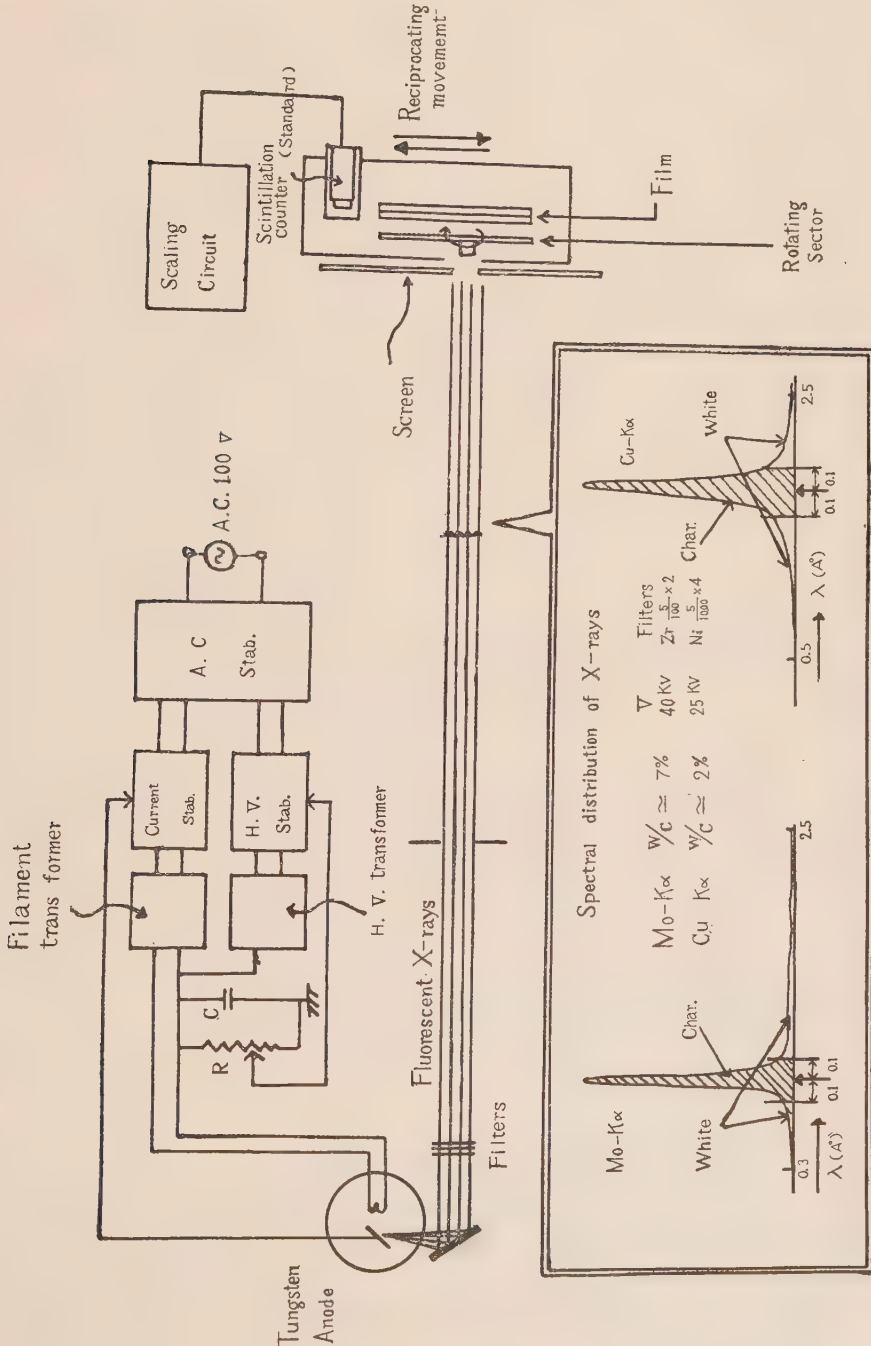 Filament
trans former
Current
Stab.
A. C
Stab.
A.C. 100 v
H. V.
Stab.
H. V. transformer
R
C
Tungsten
Anode
Fluorescent X-rays
Filters
Screen
Scaling
Circuit
Scintillation
counter (Standaird)
Reciprocating
movememt
Film
Rotating
Sector
Spectral distribution of X-rays
V Filters
Mo-Kα W/C ≃ 7% 40 KV Zr 5/100 × 2
Cu Kα W/C ≃ 2% 25 KV Ni 5/1000 × 4
Mo-Kα
Char.
White
0.3
0.1
0.1
2.5
λ (A°)
Cu-Kα
Char.
White
0.5
0.1
0.1
2.5
λ (A°)